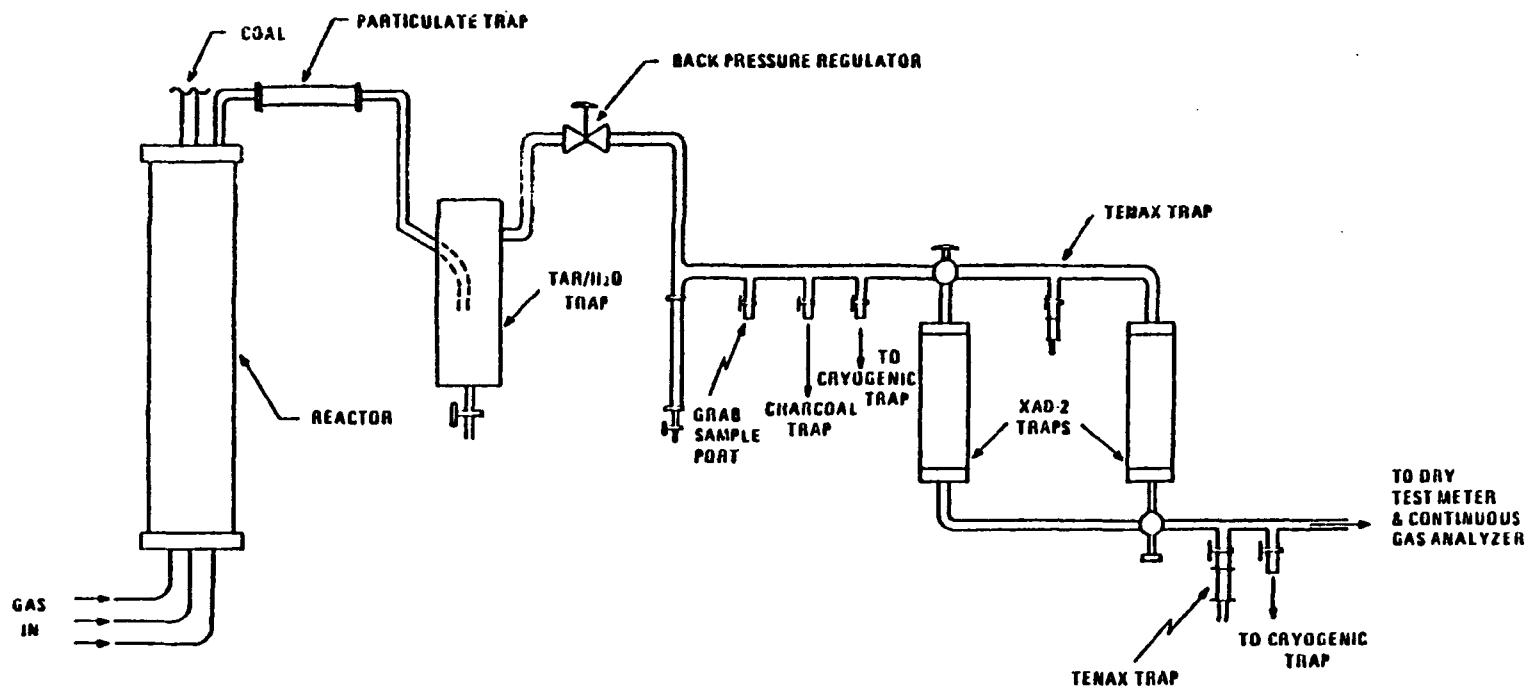 COAL
PARTICULATE TRAP
BACK PRESSURE REGULATOR
TENAX TRAP
TAR/H₂O
TRAP
REACTOR
GRAB
SAMPLE
PORT
CHARCOAL
TRAP
TO
CRYOGENIC
TRAP
XAD-2
TRAPS
TO DRY
TEST METER
& CONTINUOUS
GAS ANALYZER
GAS
IN
TENAX TRAP
TO CRYOGENIC
TRAP